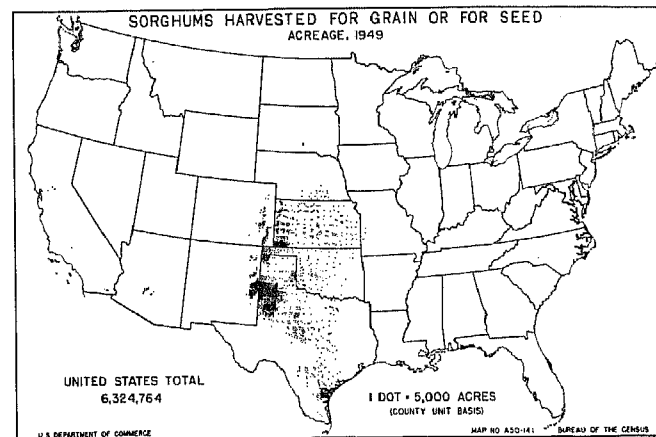 SORGHUMS HARVESTED FOR GRAIN OR FOR SEED
ACREAGE, 1949
UNITED STATES TOTAL
6,324,764
1 DOT = 5,000 ACRES
(COUNTY UNIT BASIS)
U.S. DEPARTMENT OF COMMERCE
MAP NO. A50-141
BUREAU OF THE CENSUS